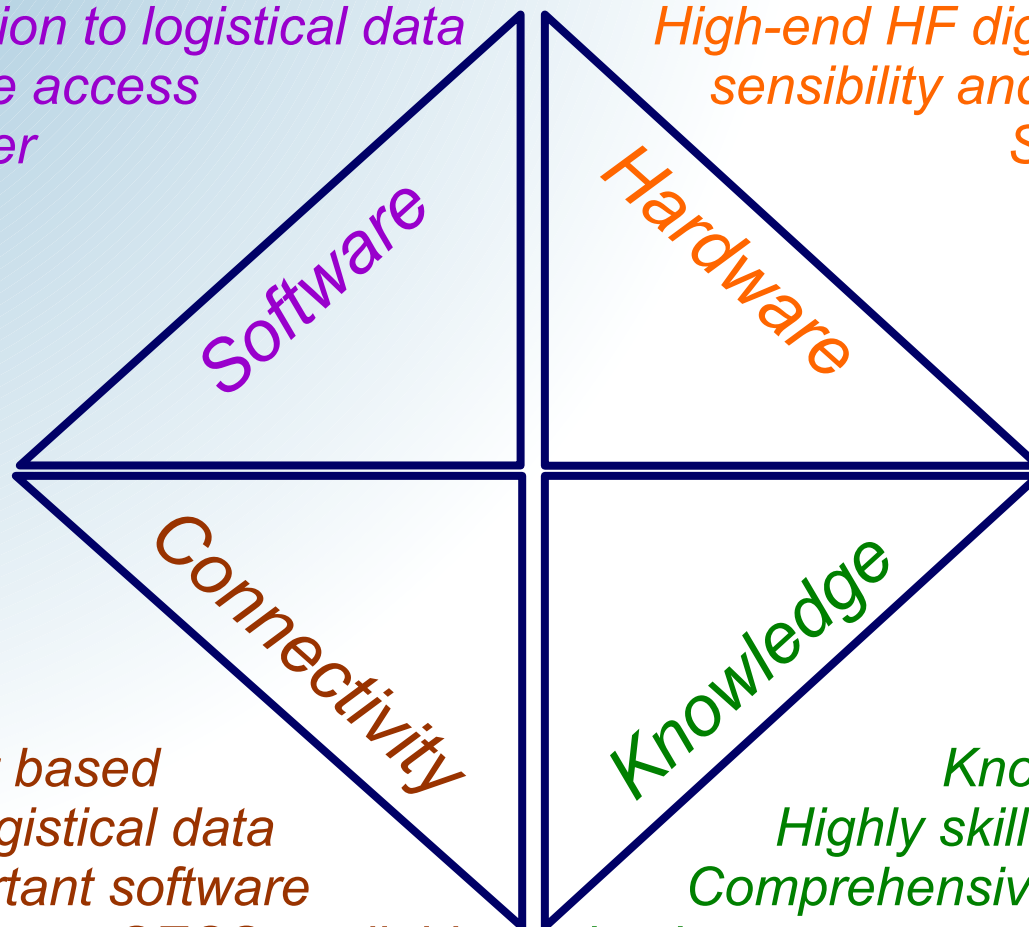 ion to logistical data
High-end HF dig
e access
sensibility and
er
S
Software
Hardware
Connectivity
Knowledge
based
gistical data
rtant software
Kno
Highly skill
Comprehensiv